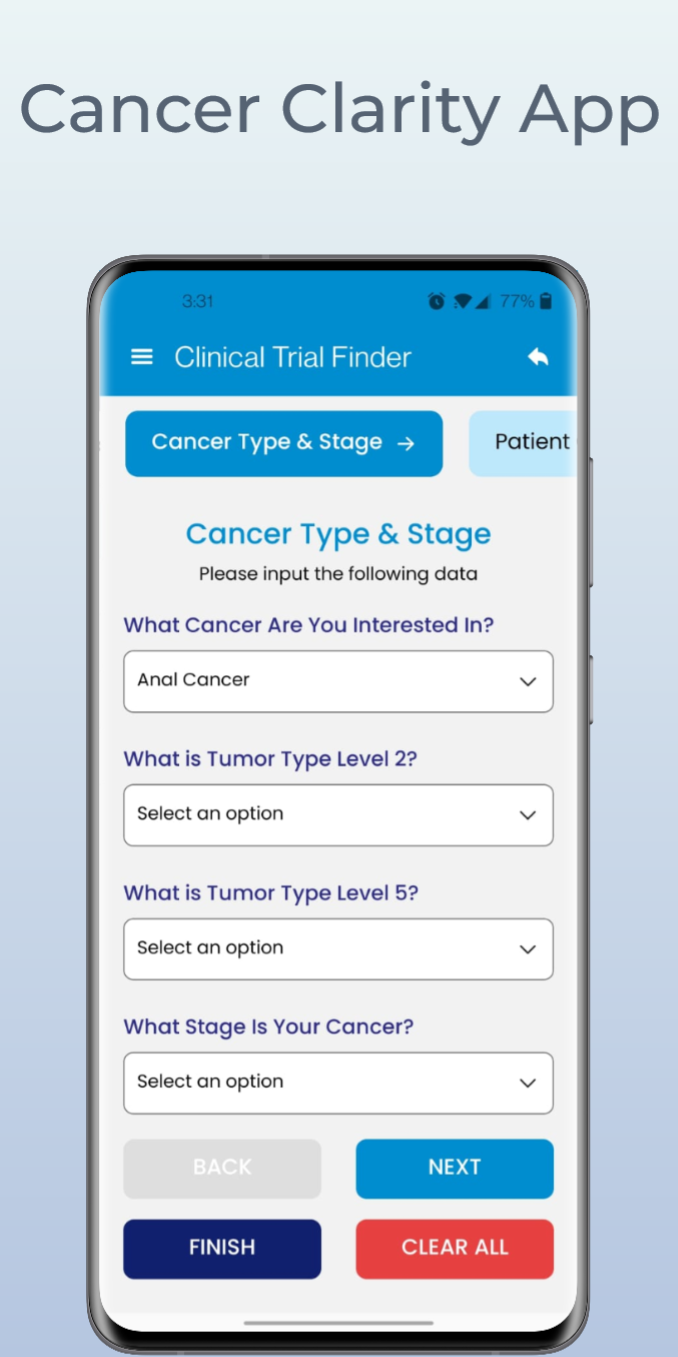 Cancer Clarity App
3:31 77%
Clinical Trial Finder
Cancer Type & Stage → Patient
Cancer Type & Stage
Please input the following data
What Cancer Are You Interested In?
Anal Cancer
What is Tumor Type Level 2?
Select an option
What is Tumor Type Level 5?
Select an option
What Stage Is Your Cancer?
Select an option
BACK NEXT
FINISH CLEAR ALL